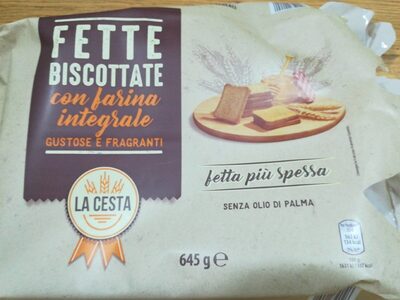 FETTE
BISCOTTATE
con farina
integrale
GUSTOSE E FRAGRANTI
LA CESTA
fetta più spessa
SENZA OLIO DI PALMA
645 g e